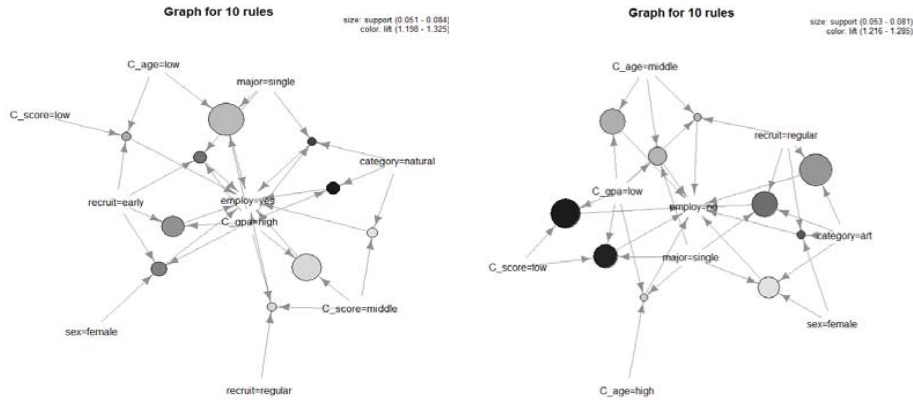 Graph for 10 rules
size: support (0.051 - 0.084)
color: lift (1.198 - 1.325)
C_age=low
major=single
C_score=low
category=natural
recruit=early
employ=yes
C_gpa=high
C_score=middle
sex=female
recruit=regular
Graph for 10 rules
size: support (0.053 - 0.081)
color: lift (1.216 - 1.285)
C_age=middle
recruit=regular
C_gpa=low
employ=no
category=art
major=single
C_score=low
sex=female
C_age=high